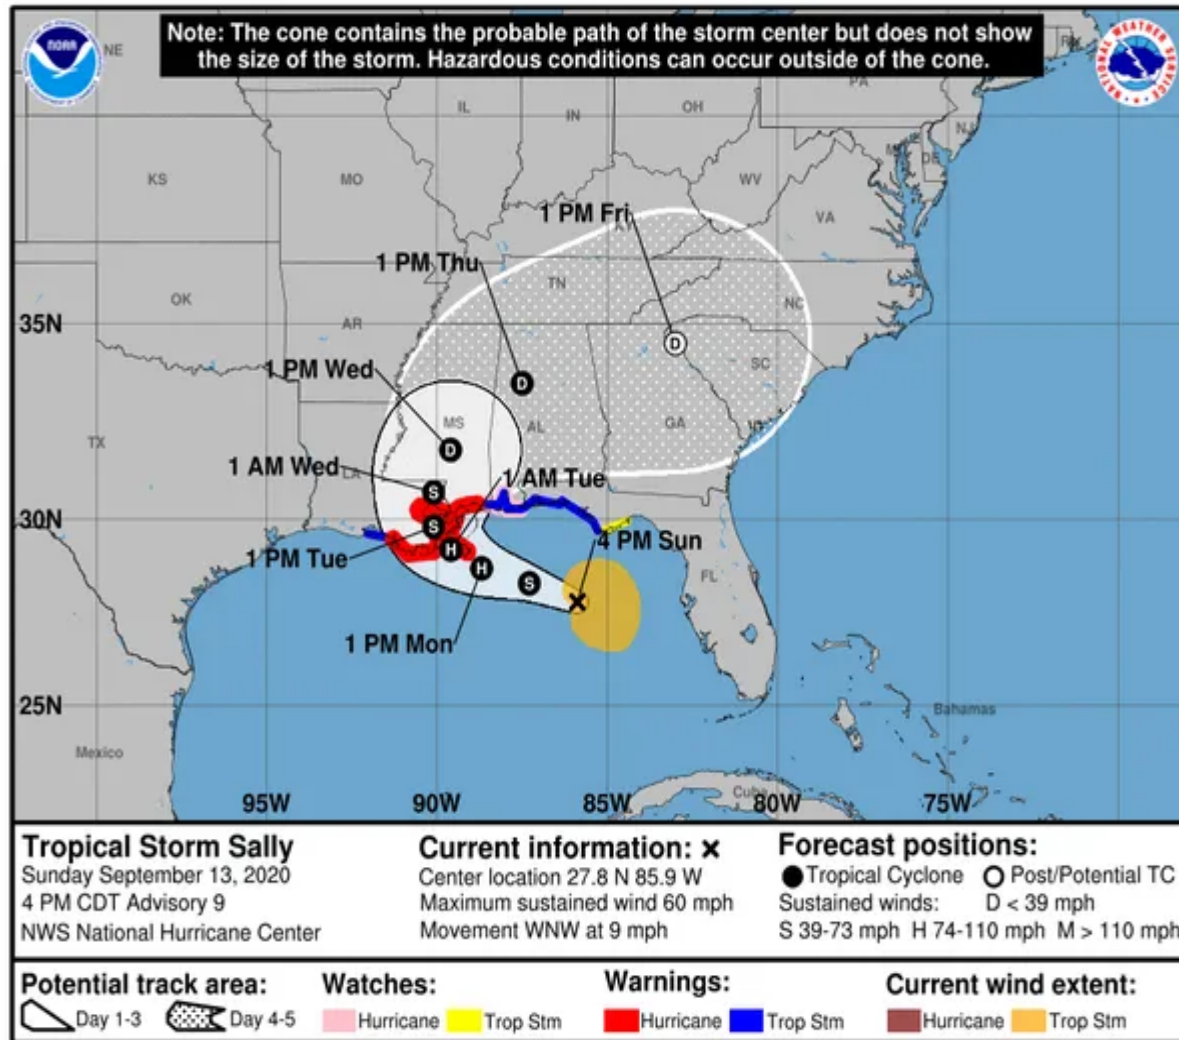 Note: The cone contains the probable path of the storm center but does not show
the size of the storm. Hazardous conditions can occur outside of the cone.
NOAA
NATIONAL WEATHER SERVICE
NE
PA
NJ
IL
IN
OH
DE
KS
MO
WV
VA
1 PM Fri
KY
1 PM Thu
TN
OK
NC
35N
AR
D
SC
1 PM Wed
D
MS
AL
GA
TX
D
1 AM Wed
LA
1 AM Tue
S
30N
S
1 PM Tue
H
4 PM Sun
H
S
FL
1 PM Mon
25N
Bahamas
Mexico
Cuba
95W
90W
85W
80W
75W
Tropical Storm Sally
Sunday September 13, 2020
4 PM CDT Advisory 9
NWS National Hurricane Center
Current information: x
Center location 27.8 N 85.9 W
Maximum sustained wind 60 mph
Movement WNW at 9 mph
Forecast positions:
Tropical Cyclone Post/Potential TC
Sustained winds: D < 39 mph
S 39-73 mph H 74-110 mph M > 110 mph
Potential track area:
Day 1-3 Day 4-5
Watches:
Hurricane Trop Stm
Warnings:
Hurricane Trop Stm
Current wind extent:
Hurricane Trop Stm